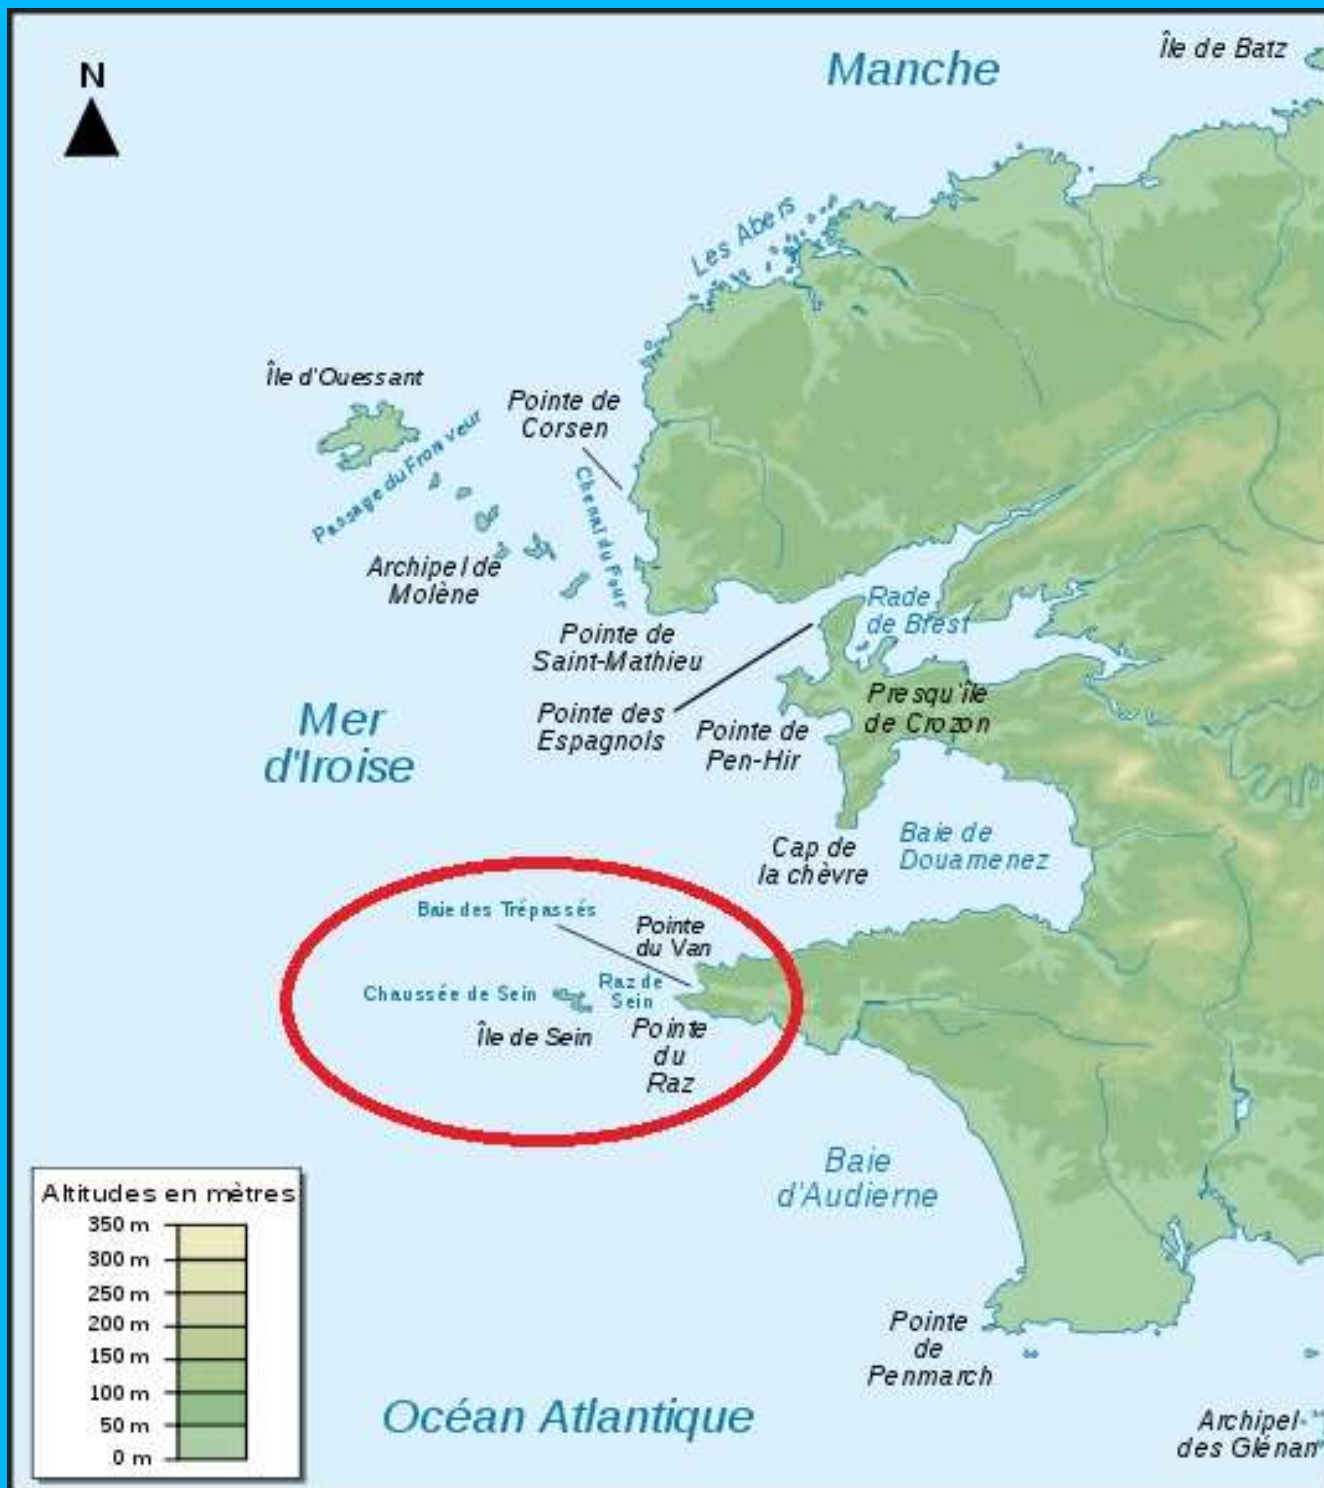 Manche
Île de Batz
N
Les Abers
Île d'Ouessant
Pointe de
Corsen
Passage du Fromveur
Chenal du Four
Archipel de
Molène
Rade
de Brest
Pointe de
Saint-Mathieu
Presqu'île
de Crozon
Pointe des
Espagnols
Pointe de
Pen-Hir
Mer
d'Iroise
Cap de
la chèvre
Baie de
Douarnenez
Baie des Trépassés
Pointe
du Van
Chaussée de Sein
Raz de
Sein
Île de Sein
Pointe
du
Raz
Baie
d'Audierne
Altitudes en mètres
350 m
300 m
250 m
200 m
150 m
100 m
50 m
0 m
Pointe
de
Penmarch
Océan Atlantique
Archipel
des Glénan